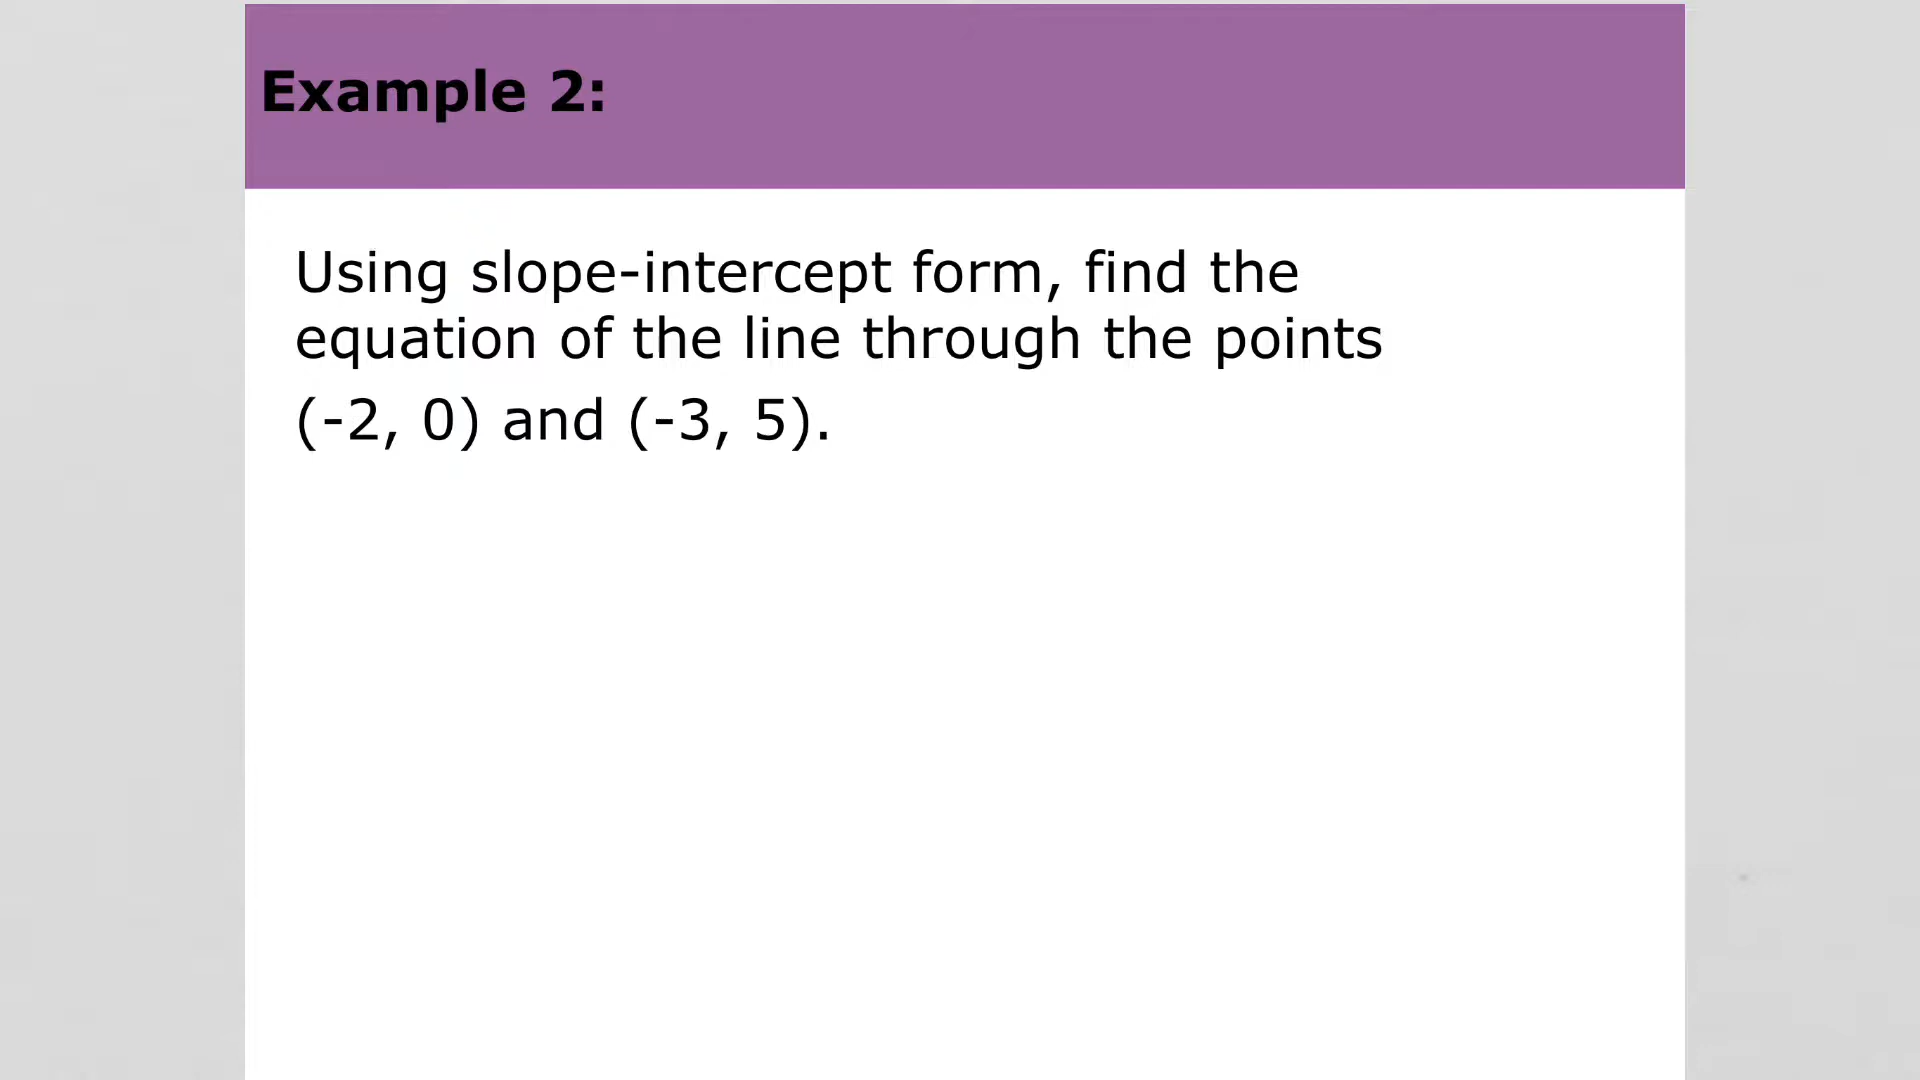 Example 2:
Using slope-intercept form, find the
equation of the line through the points
(-2, 0) and (-3, 5).